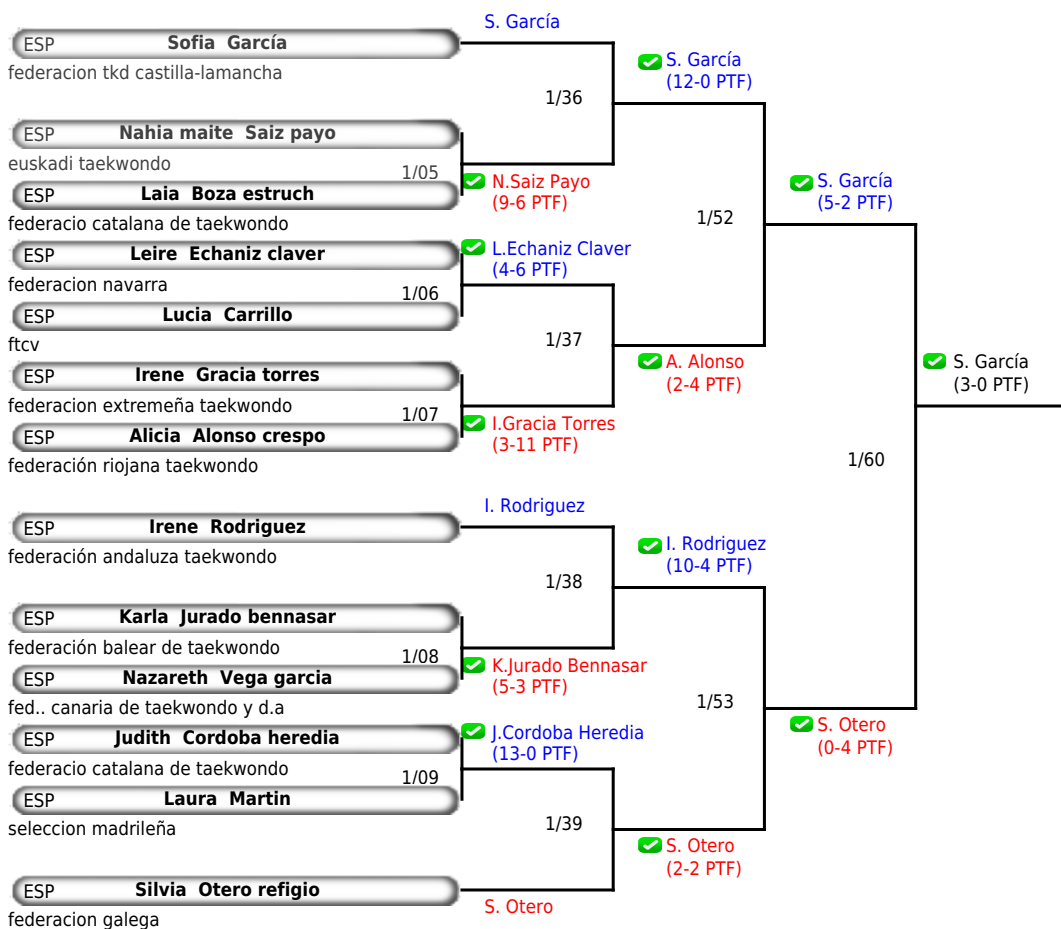 S. García
ESP Sofia García
federacion tkd castilla-lamancha
S. García
(12-0 PTF)
1/36
ESP Nahia maite Saiz payo
euskadi taekwondo
1/05
N.Saiz Payo
(9-6 PTF)
ESP Laia Boza estruch
federacio catalana de taekwondo
S. García
(5-2 PTF)
1/52
ESP Leire Echaniz claver
federacion navarra
L.Echaniz Claver
(4-6 PTF)
1/06
ESP Lucia Carrillo
ftcv
1/37
A. Alonso
(2-4 PTF)
S. García
(3-0 PTF)
ESP Irene Gracia torres
federacion extremeña taekwondo
1/07
I.Gracia Torres
(3-11 PTF)
ESP Alicia Alonso crespo
federación riojana taekwondo
1/60
I. Rodriguez
ESP Irene Rodriguez
federación andaluza taekwondo
I. Rodriguez
(10-4 PTF)
1/38
ESP Karla Jurado bennasar
federación balear de taekwondo
1/08
K.Jurado Bennasar
(5-3 PTF)
ESP Nazareth Vega garcia
fed.. canaria de taekwondo y d.a
1/53
S. Otero
(0-4 PTF)
ESP Judith Cordoba heredia
federacio catalana de taekwondo
J.Cordoba Heredia
(13-0 PTF)
1/09
ESP Laura Martin
seleccion madrileña
1/39
S. Otero
(2-2 PTF)
ESP Silvia Otero refigio
federacion galega
S. Otero